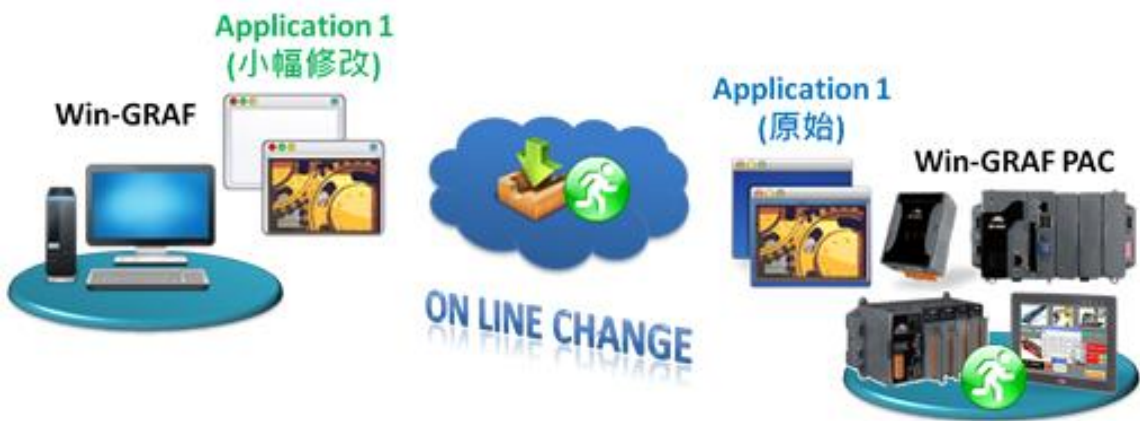 Application 1
(小幅修改)
Win-GRAF
ON LINE CHANGE
Application 1
(原始)
Win-GRAF PAC